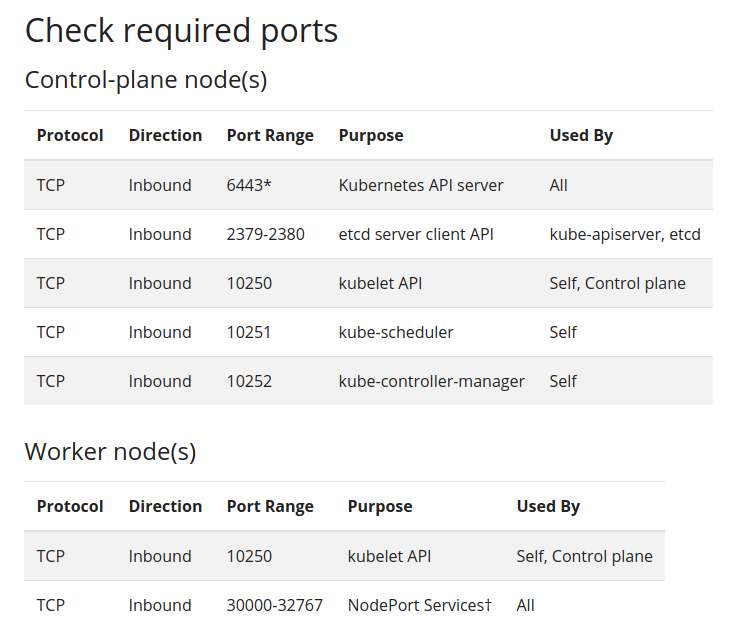 Check required ports
Control-plane node(s)
Protocol Direction Port Range Purpose Used By
TCP Inbound 6443* Kubernetes API server All
TCP Inbound 2379-2380 etcd server client API kube-apiserver, etcd
TCP Inbound 10250 kubelet API Self, Control plane
TCP Inbound 10251 kube-scheduler Self
TCP Inbound 10252 kube-controller-manager Self
Worker node(s)
Protocol Direction Port Range Purpose Used By
TCP Inbound 10250 kubelet API Self, Control plane
TCP Inbound 30000-32767 NodePort Services† All